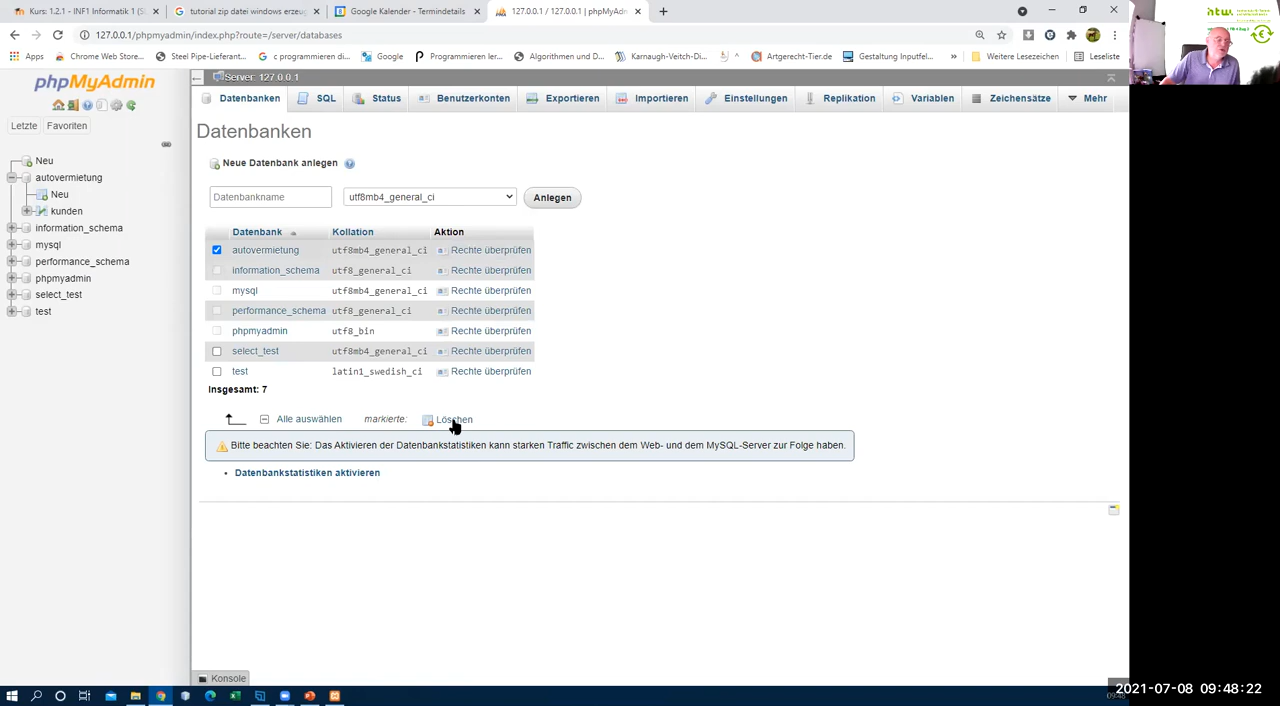 Kurs: 1.2.1 - INF1 Informatik 1 (S
tutorial zip datei windows erzeug
Google Kalender - Termindetails
127.0.0.1 / 127.0.0.1 | phpMyAdm
127.0.0.1/phpmyadmin/index.php?route=/server/databases
Apps
Chrome Web Store...
Steel Pipe-Lieferant...
c programmieren di...
Google
Programmieren ler...
Algorithmen und D...
Karnaugh-Veitch-Di...
Artgerecht-Tier.de
Gestaltung Inputfel...
»
Weitere Lesezeichen
Leseliste
phpMyAdmin
Letzte
Favoriten
Neu
autovermietung
Neu
kunden
information_schema
mysql
performance_schema
phpmyadmin
select_test
test
Server: 127.0.0.1
Datenbanken
SQL
Status
Benutzerkonten
Exportieren
Importieren
Einstellungen
Replikation
Variablen
Zeichensätze
Mehr
Datenbanken
Neue Datenbank anlegen
Datenbankname
utf8mb4_general_ci
Anlegen
Datenbank Kollation Aktion
autovermietung utf8mb4_general_ci Rechte überprüfen
information_schema utf8_general_ci Rechte überprüfen
mysql utf8mb4_general_ci Rechte überprüfen
performance_schema utf8_general_ci Rechte überprüfen
phpmyadmin utf8_bin Rechte überprüfen
select_test utf8mb4_general_ci Rechte überprüfen
test latin1_swedish_ci Rechte überprüfen
Insgesamt: 7
Alle auswählen markierte: Löschen
Bitte beachten Sie: Das Aktivieren der Datenbankstatistiken kann starken Traffic zwischen dem Web- und dem MySQL-Server zur Folge haben.
• Datenbankstatistiken aktivieren
Konsole
htw
2021-07-08 09:48:22